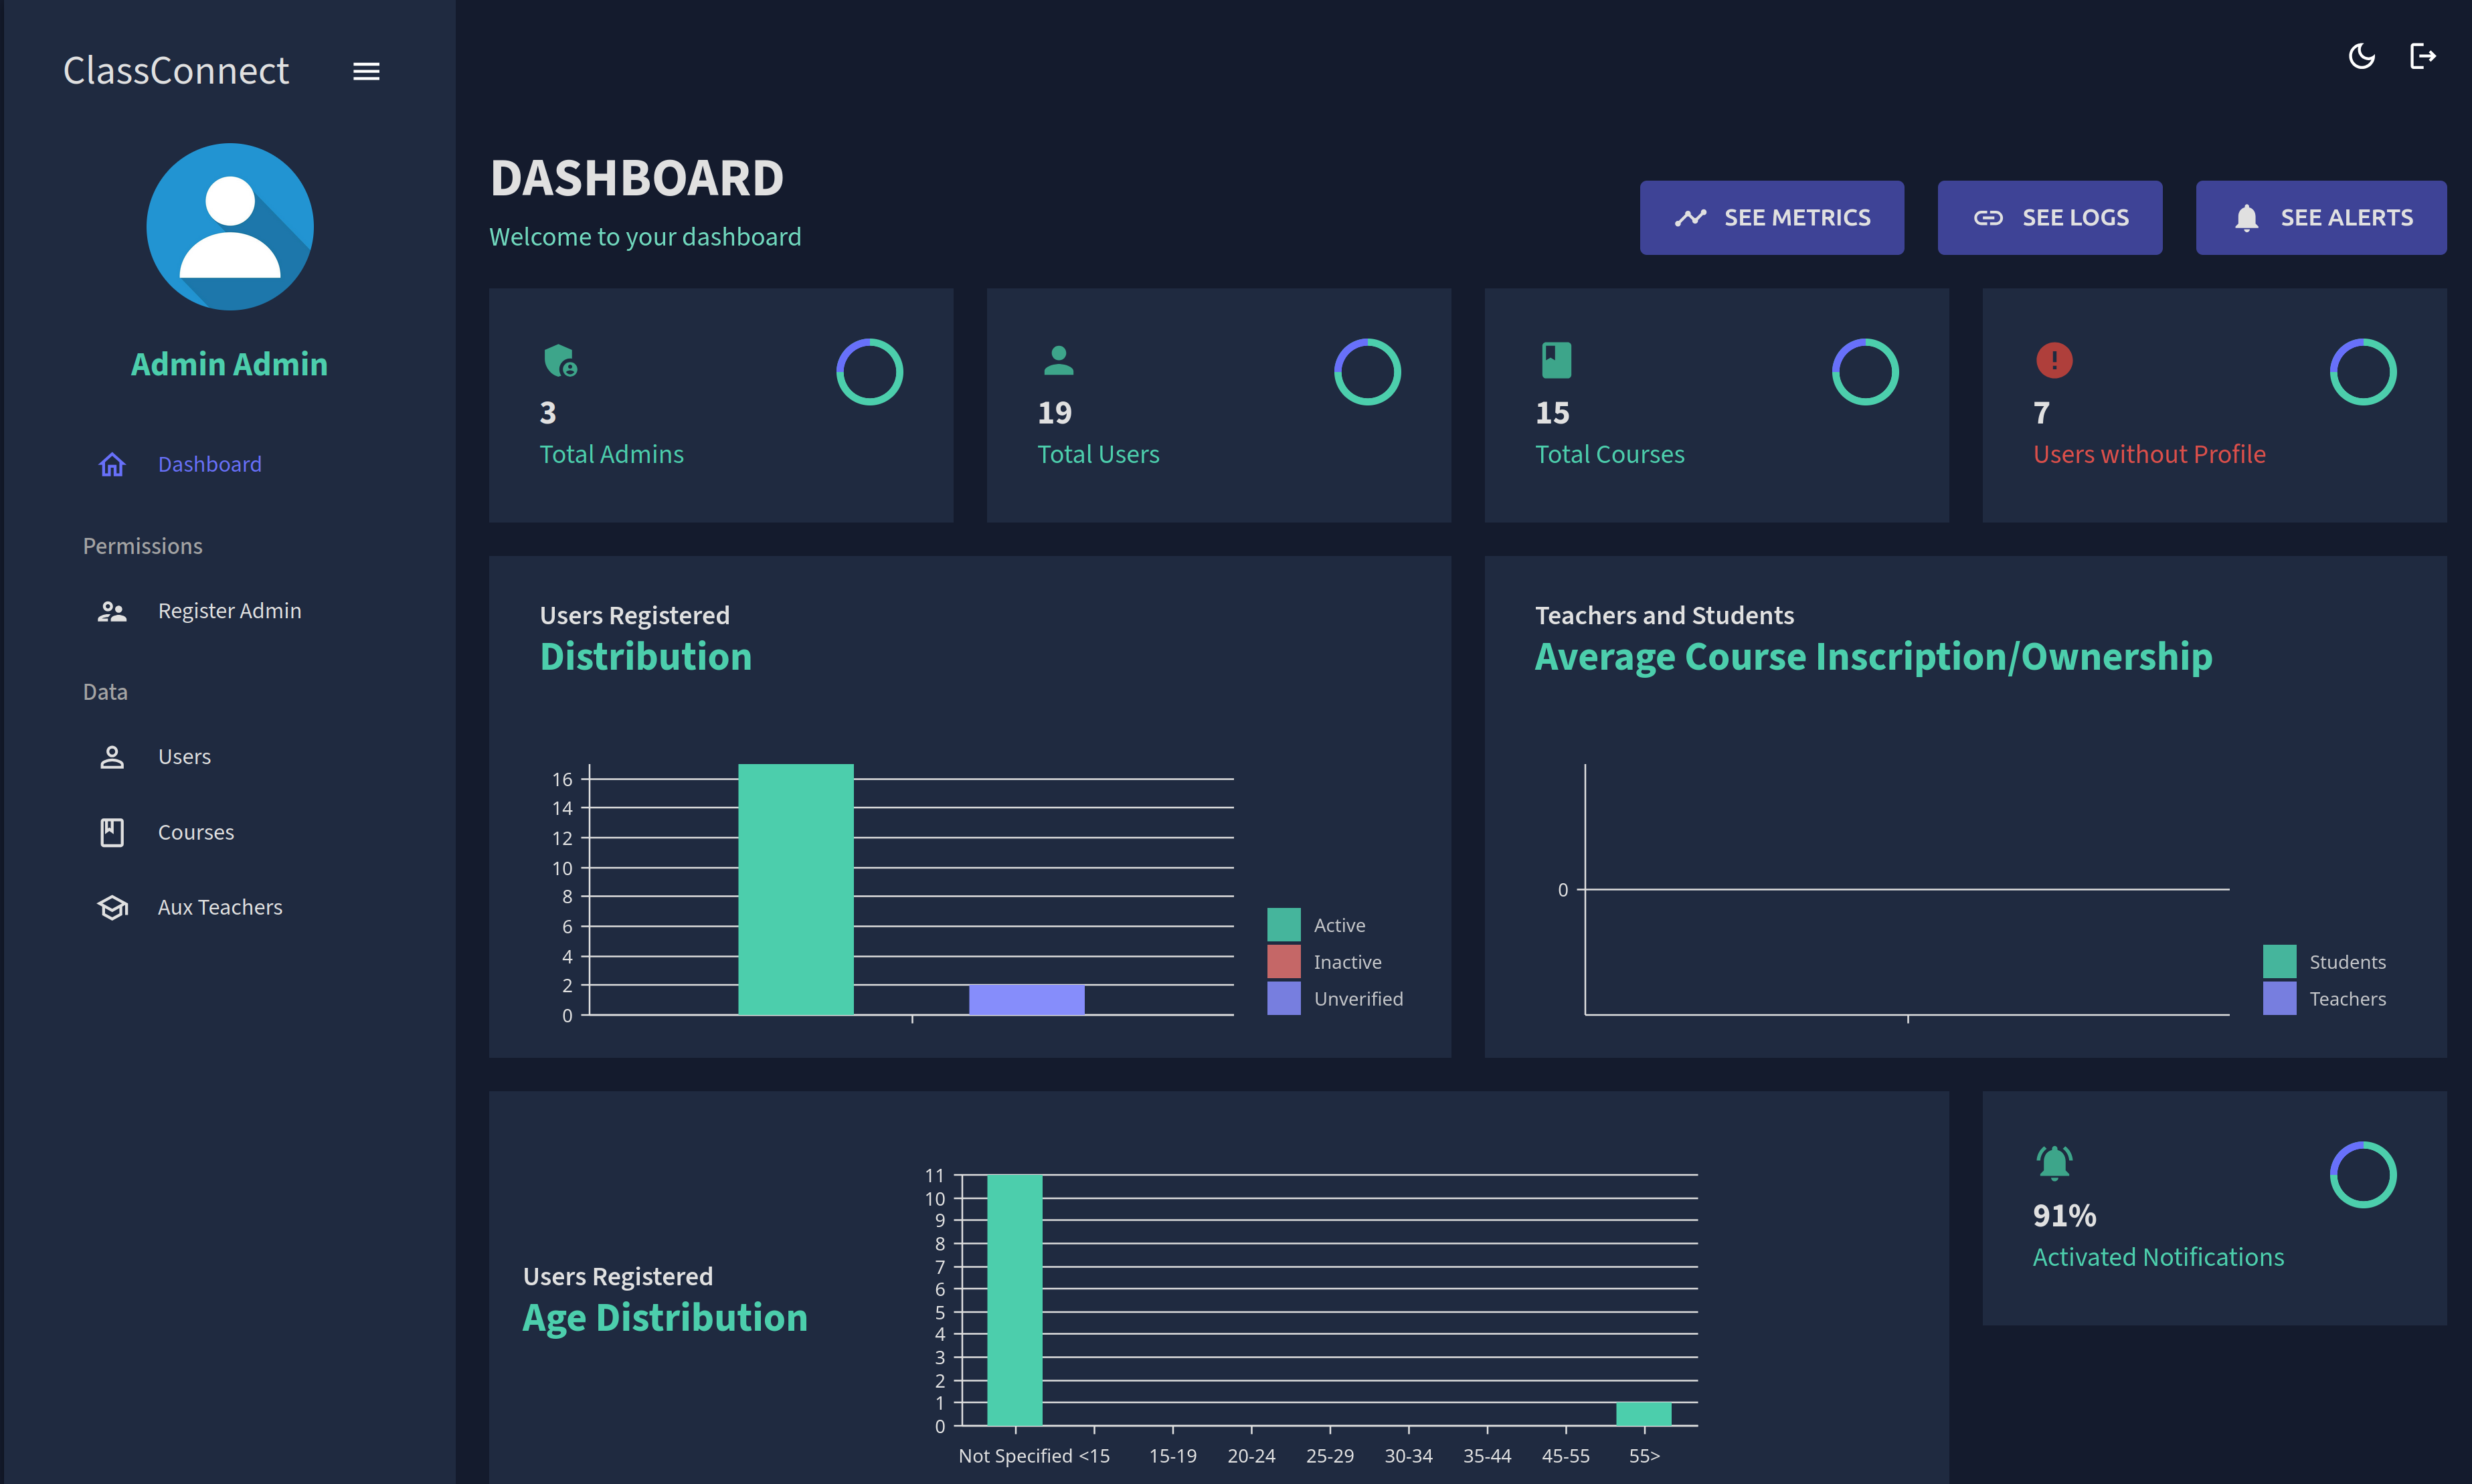 ClassConnect
Admin Admin
Dashboard
Permissions
Register Admin
Data
Users
Courses
Aux Teachers
DASHBOARD
Welcome to your dashboard
SEE METRICS
SEE LOGS
SEE ALERTS
3
Total Admins
19
Total Users
15
Total Courses
7
Users without Profile
Users Registered
Distribution
16
14
12
10
8
6
4
2
0
Active
Inactive
Unverified
Teachers and Students
Average Course Inscription/Ownership
0
Students
Teachers
Users Registered
Age Distribution
11
10
9
8
7
6
5
4
3
2
1
0
Not Specified <15 15-19 20-24 25-29 30-34 35-44 45-55 55>
91%
Activated Notifications